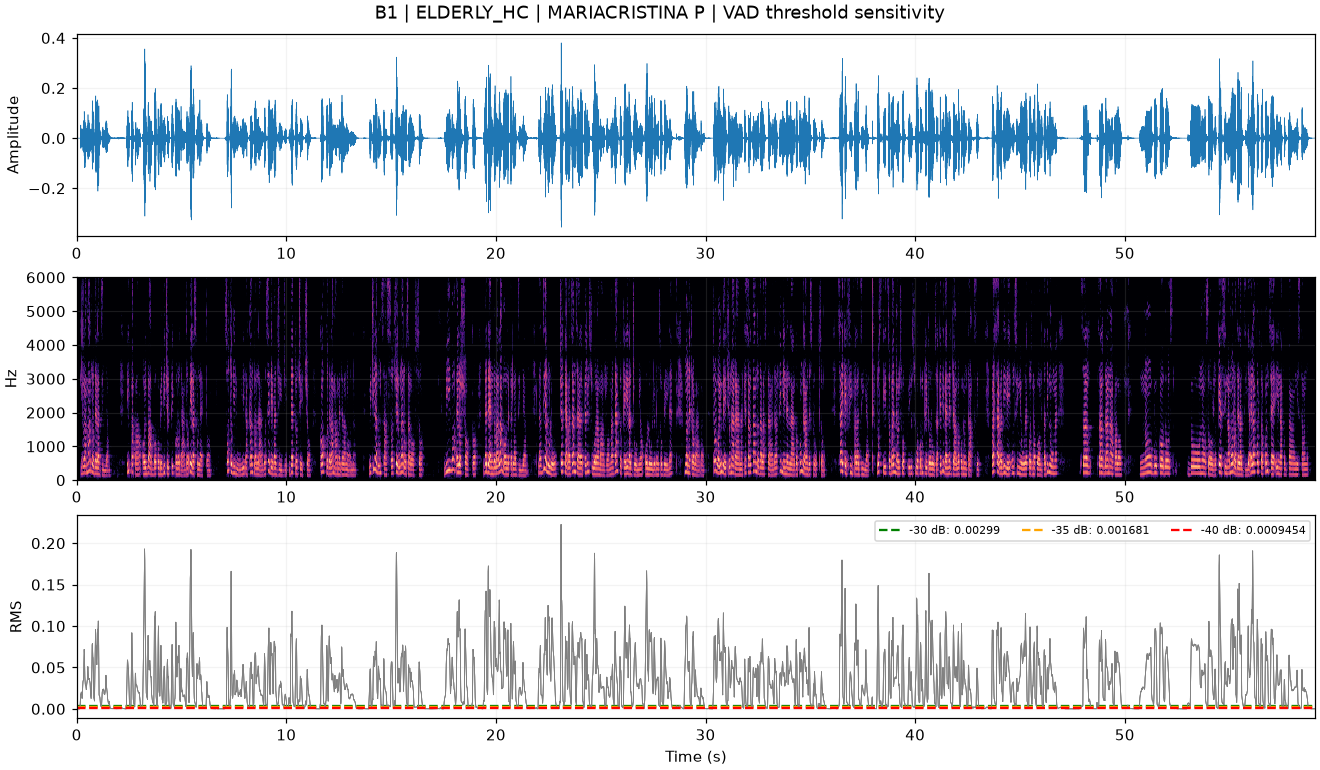 B1 | ELDERLY_HC | MARIACRISTINA P | VAD threshold sensitivity
Amplitude
0.4
0.2
0.0
−0.2
0 10 20 30 40 50
Hz
6000
5000
4000
3000
2000
1000
0
0 10 20 30 40 50
RMS
0.20
0.15
0.10
0.05
0.00
-30 dB: 0.00299 -35 dB: 0.001681 -40 dB: 0.0009454
0 10 20 30 40 50
Time (s)